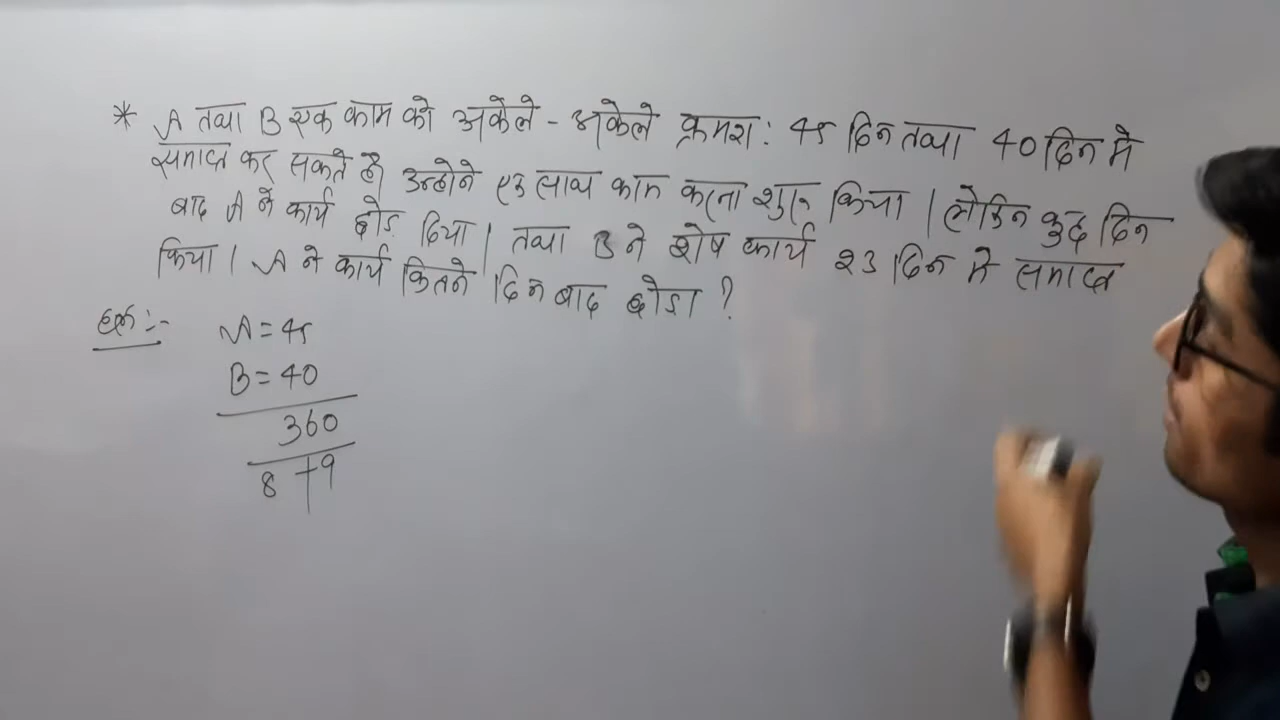 * A तथा B एक काम को अकेले - अकेले क्रमश: 45 दिन तथा 40 दिन मे
समाप्त कर सकते है। उन्होने एक साथ काम करना शुरू किया । लेकिन कुछ दिन
बाद A ने कार्य छोड दिया । तथा B ने शेष कार्य 23 दिन मे समाप्त
किया । A ने कार्य कितने दिन बाद छोडा ?
हल :-
A = 45
B = 40
360
8 + 9